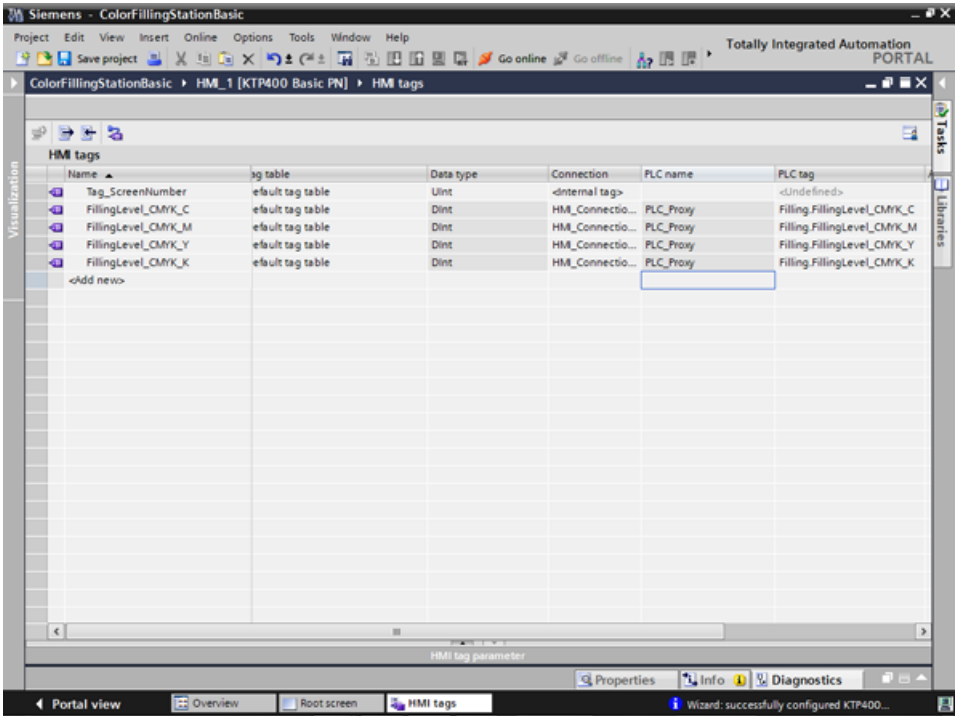 Siemens - ColorFillingStationBasic
Project Edit View Insert Online Options Tools Window Help
Totally Integrated Automation
PORTAL
Save project Go online Go offline
ColorFillingStationBasic HMI_1 [KTP400 Basic PN] HMI tags
Tasks
Libraries
Visualization
HMI tags
Name ag table Data type Connection PLC name PLC tag
Tag_ScreenNumber efault tag table UInt <Internal tag> <Undefined>
FillingLevel_CMYK_C efault tag table DInt HMI_Connectio... PLC_Proxy Filling.FillingLevel_CMYK_C
FillingLevel_CMYK_M efault tag table DInt HMI_Connectio... PLC_Proxy Filling.FillingLevel_CMYK_M
FillingLevel_CMYK_Y efault tag table DInt HMI_Connectio... PLC_Proxy Filling.FillingLevel_CMYK_Y
FillingLevel_CMYK_K efault tag table DInt HMI_Connectio... PLC_Proxy Filling.FillingLevel_CMYK_K
<Add new>
HMI tag parameter
Properties Info Diagnostics
Portal view Overview Root screen HMI tags Wizard: successfully configured KTP400...